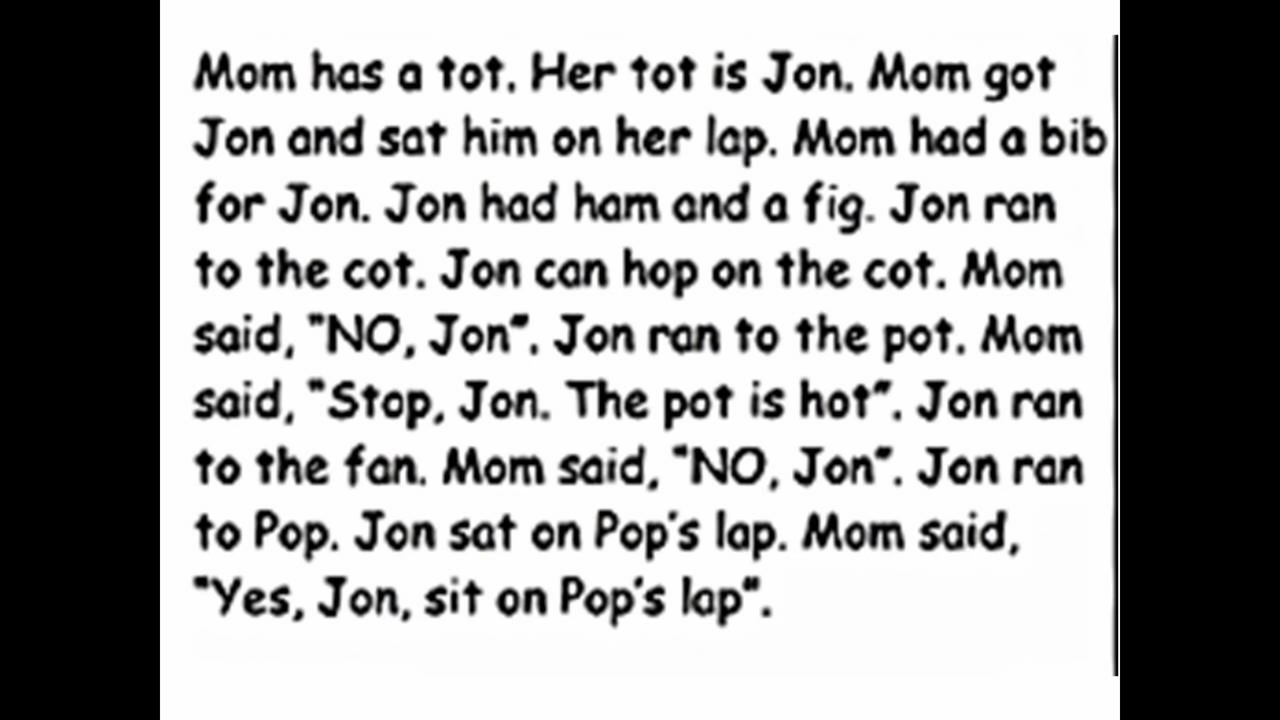 Mom has a tot. Her tot is Jon. Mom got
Jon and sat him on her lap. Mom had a bib
for Jon. Jon had ham and a fig. Jon ran
to the cot. Jon can hop on the cot. Mom
said, "NO, Jon". Jon ran to the pot. Mom
said, "Stop, Jon. The pot is hot". Jon ran
to the fan. Mom said, "NO, Jon". Jon ran
to Pop. Jon sat on Pop's lap. Mom said,
"Yes, Jon, sit on Pop's lap".